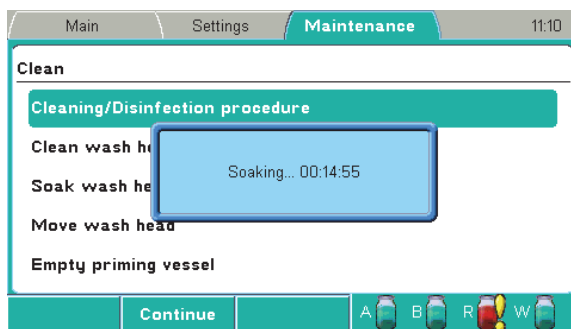 Main Settings Maintenance 11:10
Clean
Cleaning/Disinfection procedure
Clean wash he
Soaking... 00:14:55
Soak wash he
Move wash head
Empty priming vessel
Continue A B R W